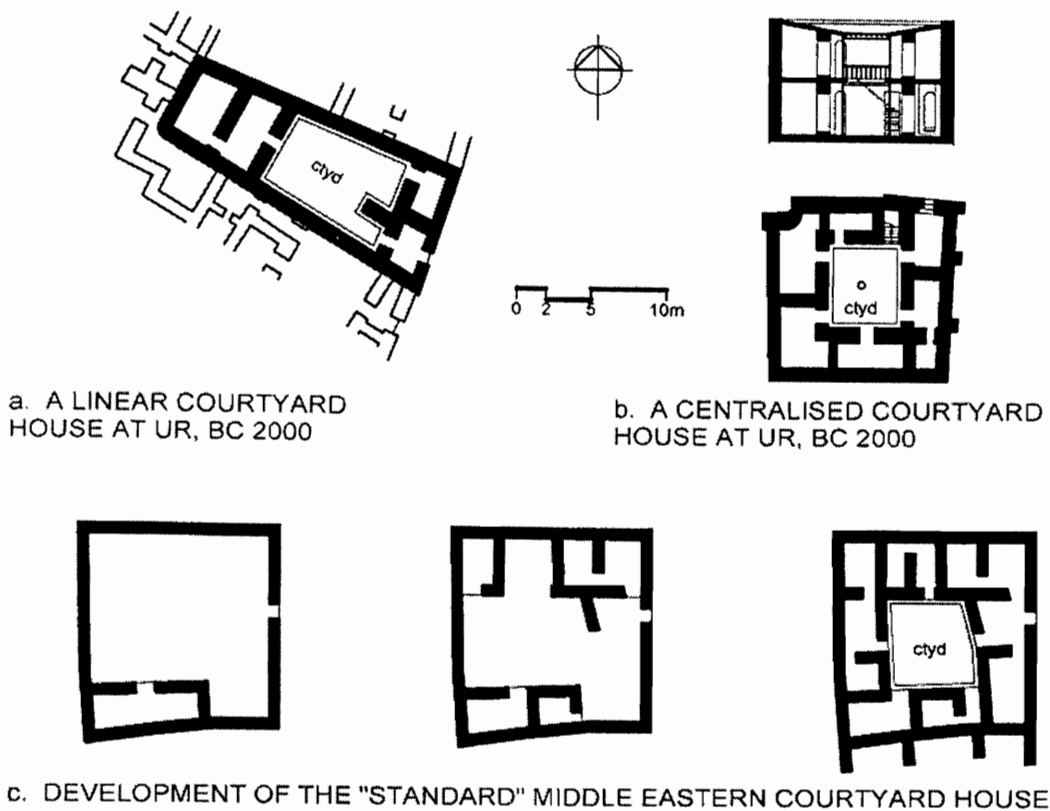 ctyd
0 2 5 10m
ctyd
a. A LINEAR COURTYARD
HOUSE AT UR, BC 2000
b. A CENTRALISED COURTYARD
HOUSE AT UR, BC 2000
ctyd
c. DEVELOPMENT OF THE "STANDARD" MIDDLE EASTERN COURTYARD HOUSE